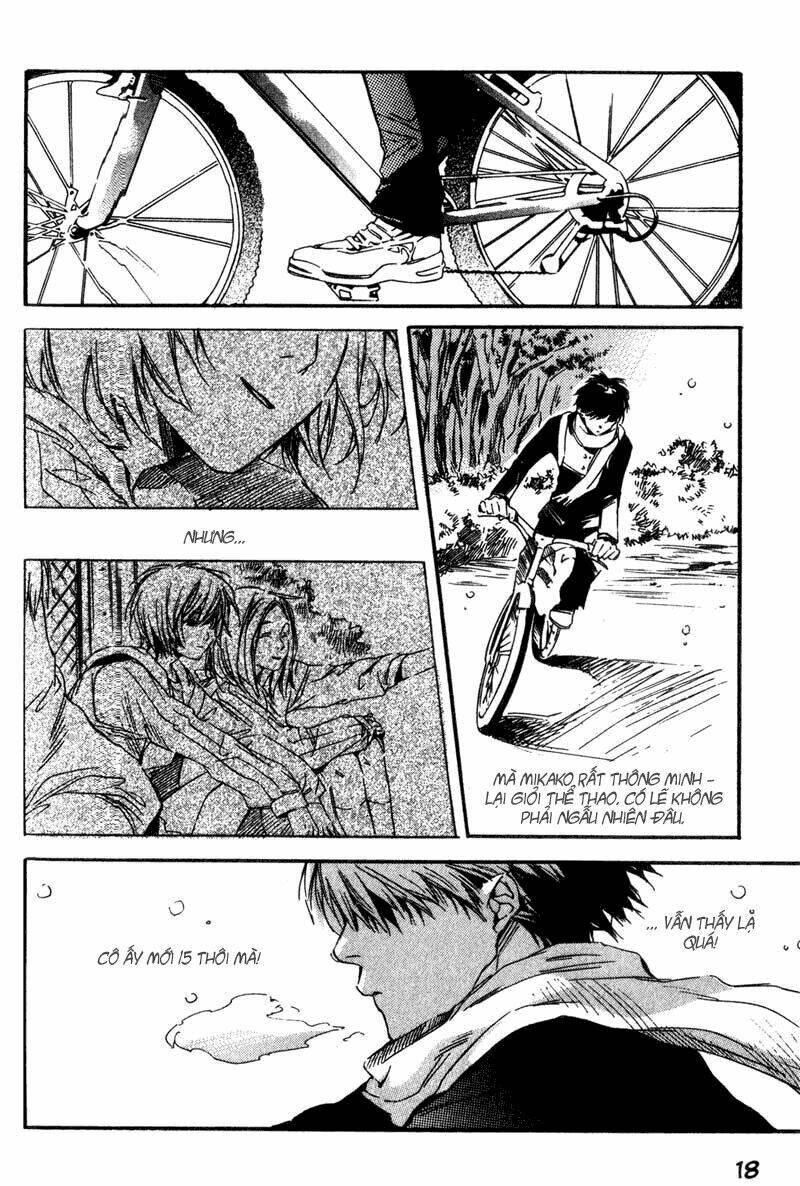 MÀ MIKAKO RẤT THÔNG MINH -
LẠI GIỎI THỂ THAO, CÓ LẼ KHÔNG
PHẢI NGẪU NHIÊN ĐÂU.
NHƯNG...
... VẪN THẤY LẠ
QUÁ!
CÔ ẤY MỚI 15 THÔI MÀ!
18